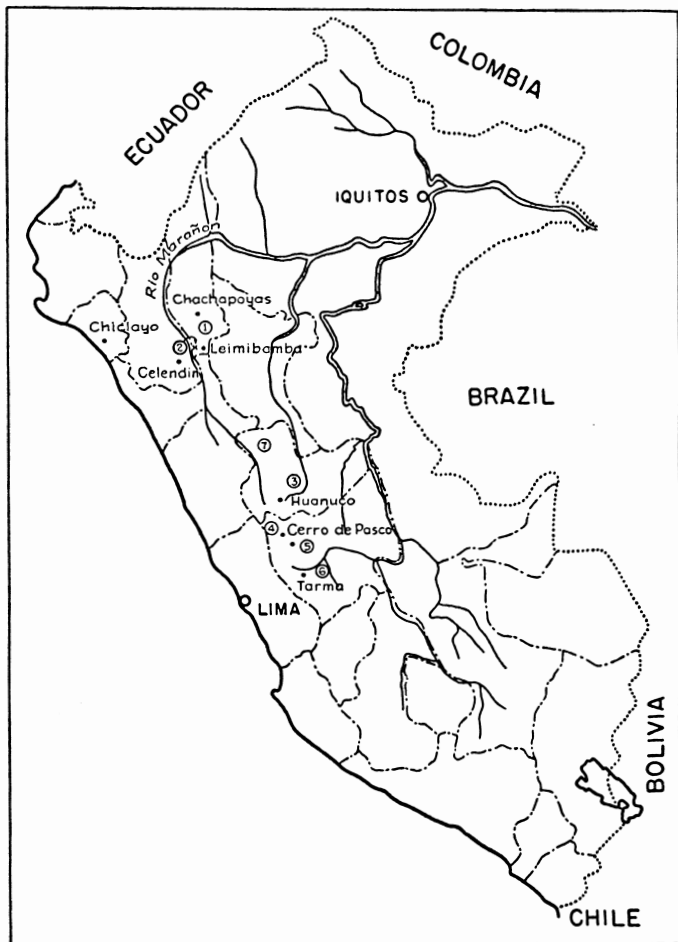 COLOMBIA
ECUADOR
IQUITOS
Rio Marañon
Chachapoyas
①
Chiclayo
②
Leimibamba
Celendin
BRAZIL
⑦
③
Huanuco
④
Cerro de Pasco
⑤
⑥
Tarma
LIMA
BOLIVIA
CHILE